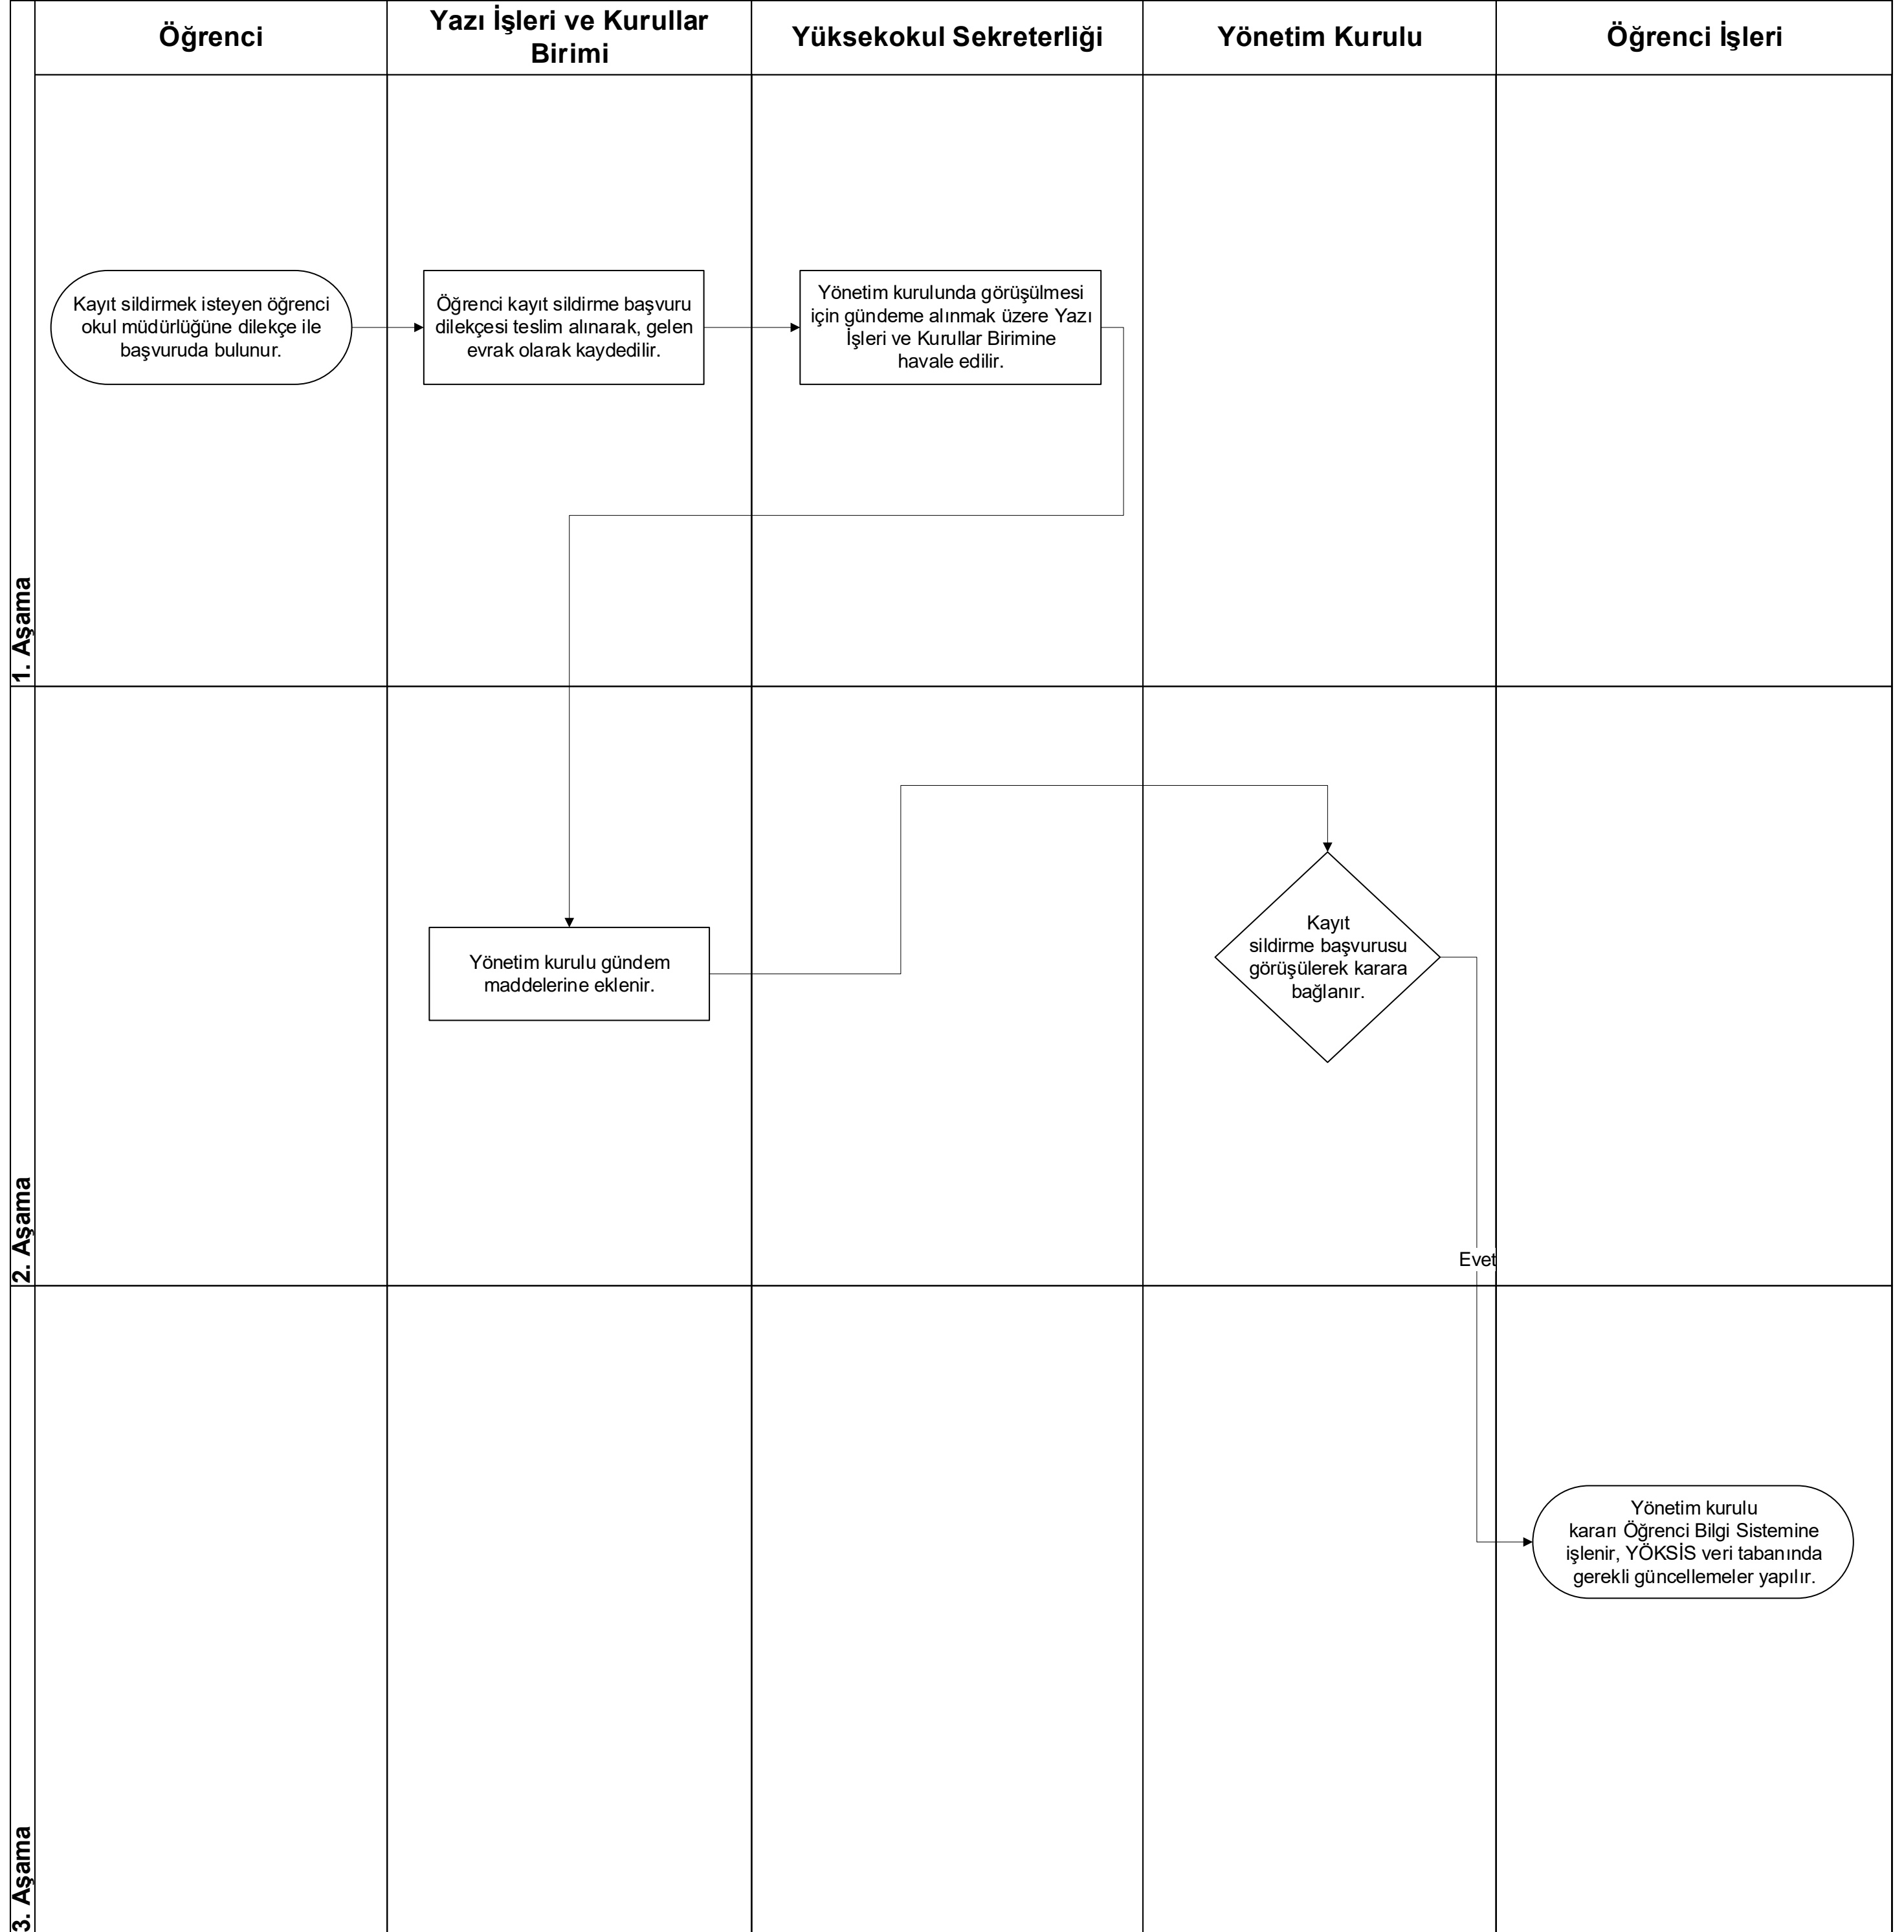 Öğrenci
Yazı İşleri ve Kurullar
Birimi
Yüksekokul Sekreterliği
Yönetim Kurulu
Öğrenci İşleri
1. Aşama
Kayıt sildirmek isteyen öğrenci
okul müdürlüğüne dilekçe ile
başvuruda bulunur.
Öğrenci kayıt sildirme başvuru
dilekçesi teslim alınarak, gelen
evrak olarak kaydedilir.
Yönetim kurulunda görüşülmesi
için gündeme alınmak üzere Yazı
İşleri ve Kurullar Birimine
havale edilir.
2. Aşama
Yönetim kurulu gündem
maddelerine eklenir.
Kayıt
sildirme başvurusu
görüşülerek karara
bağlanır.
Evet
3. Aşama
Yönetim kurulu
kararı Öğrenci Bilgi Sistemine
işlenir, YÖKSİS veri tabanında
gerekli güncellemeler yapılır.